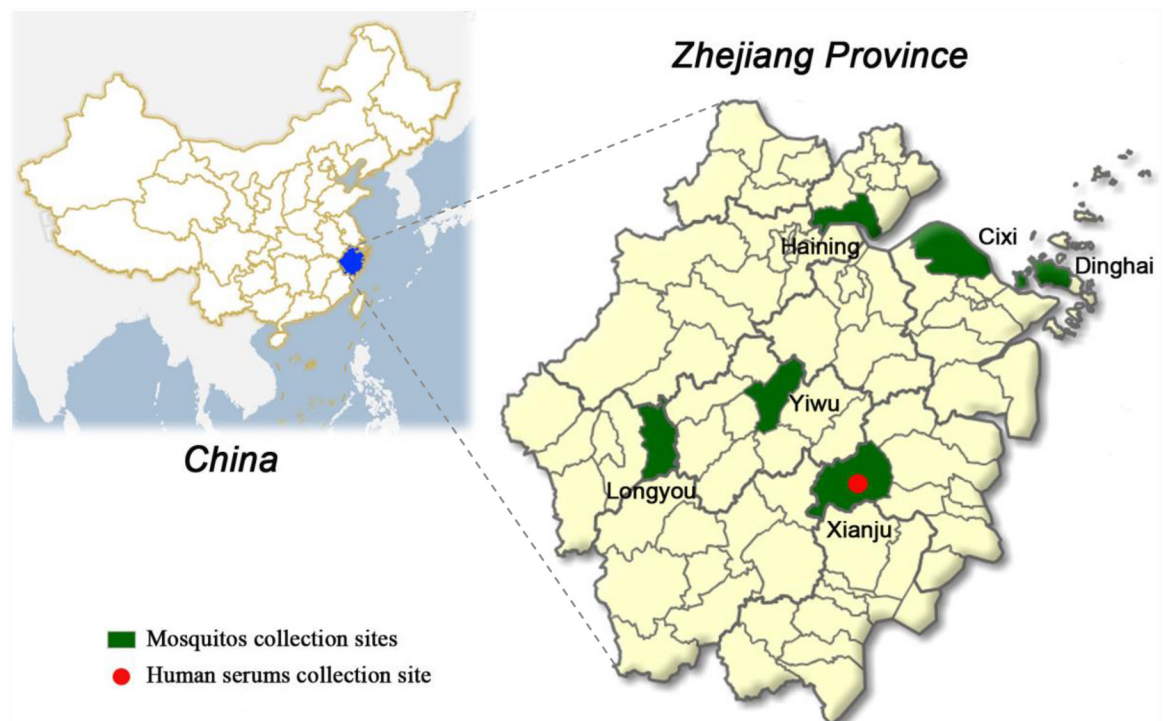 Zhejiang Province
Haining
Cixi
Dinghai
Yiwu
China
Longyou
Xianju
Mosquitos collection sites
Human serums collection site